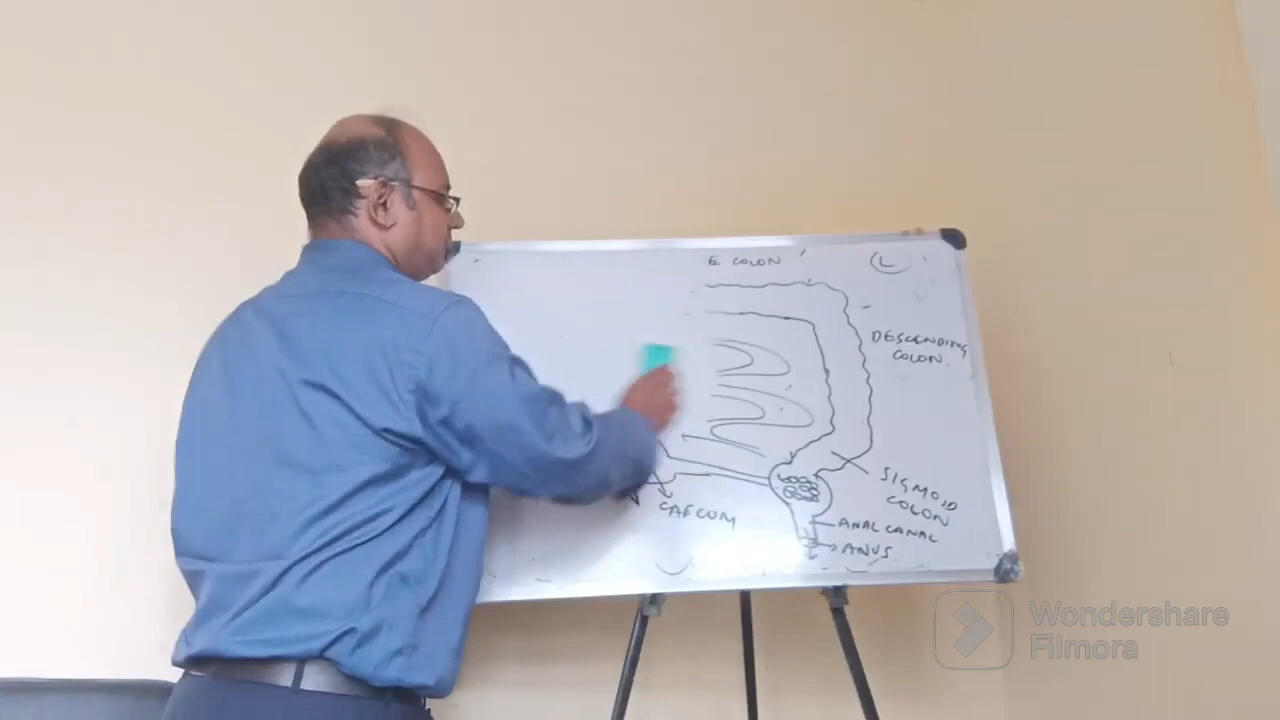 E COLON
L
DESCENDING
COLON
SIGMOID
COLON
CAECUM
ANAL CANAL
ANUS
Wondershare
Filmora